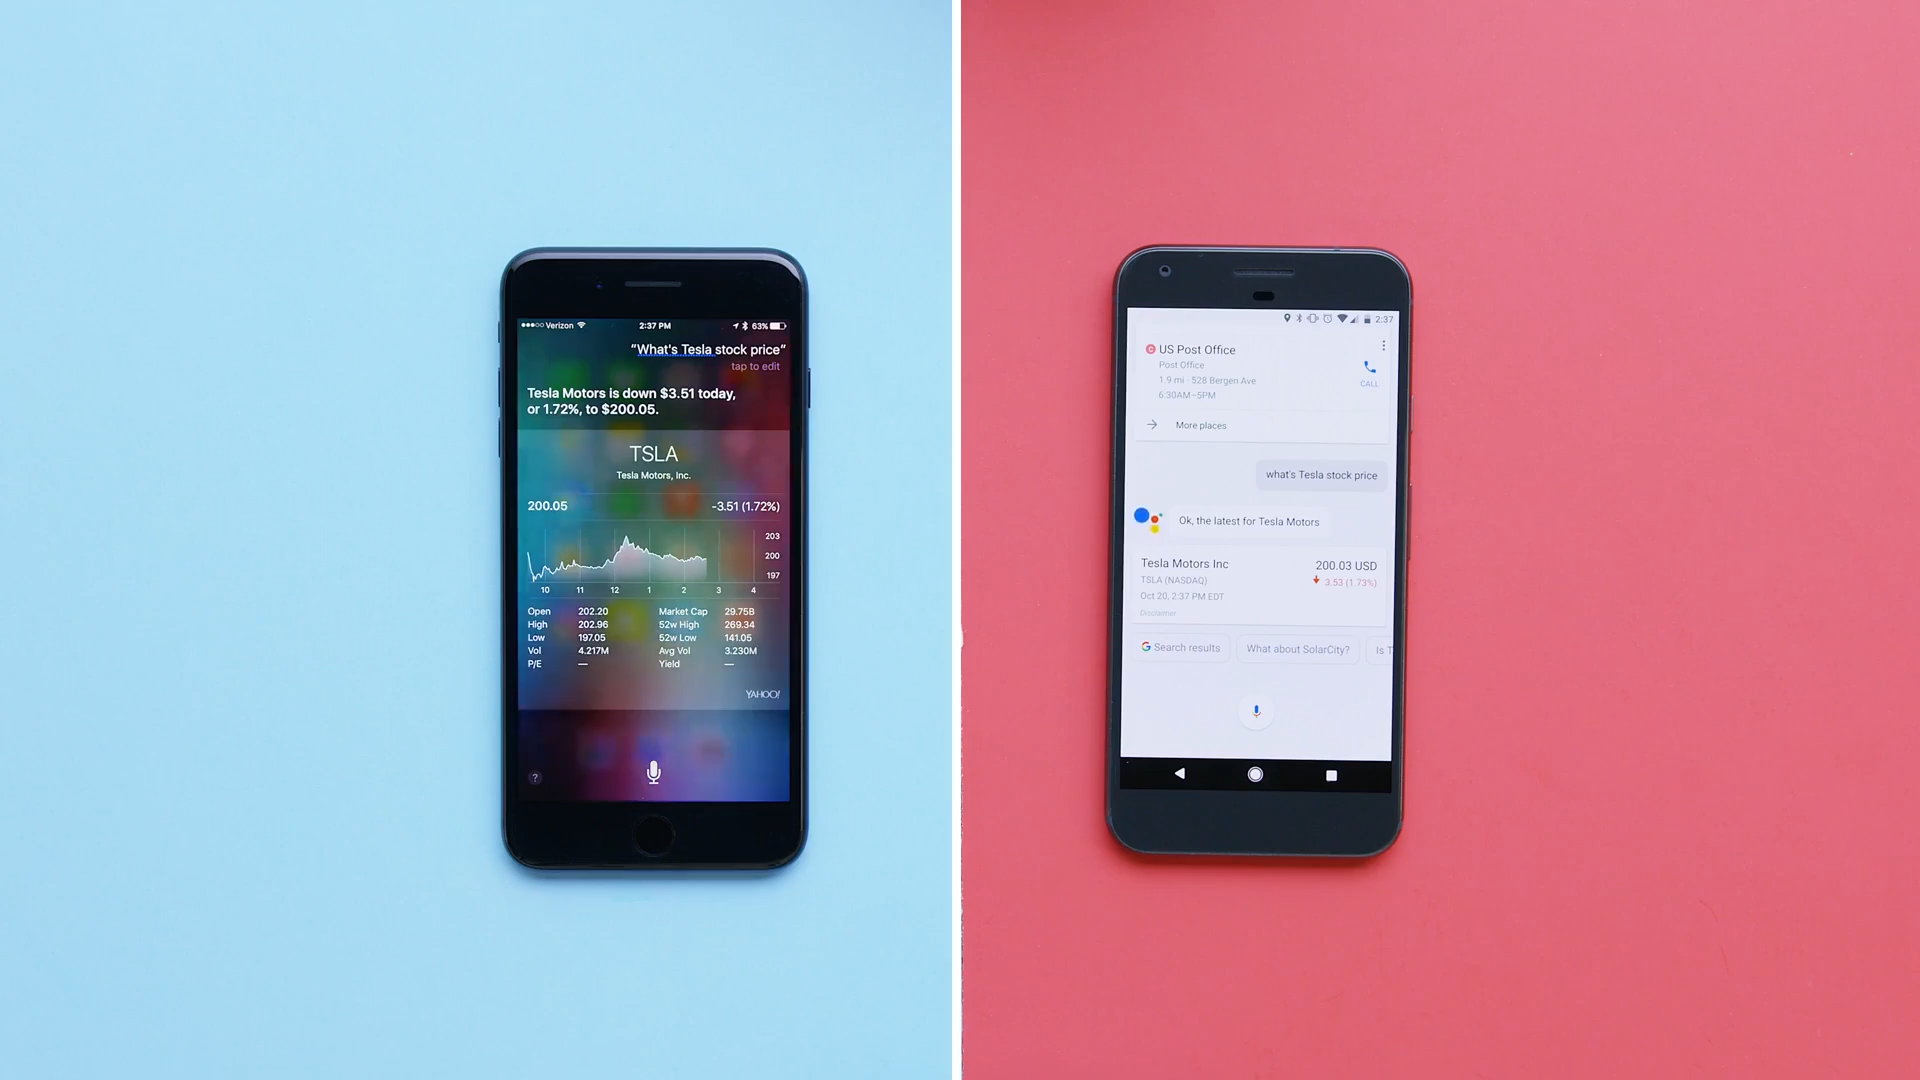 Verizon 2:37 PM 63%
“What's Tesla stock price”
tap to edit
Tesla Motors is down $3.51 today,
or 1.72%, to $200.05.
TSLA
Tesla Motors, Inc.
200.05 -3.51 (1.72%)
203
200
197
10 11 12 1 2 3 4
Open 202.20 Market Cap 29.75B
High 202.96 52w High 269.34
Low 197.05 52w Low 141.05
Vol 4.217M Avg Vol 3.230M
P/E — Yield —
YAHOO!
?
2:37
US Post Office
Post Office
1.9 mi · 528 Bergen Ave
CALL
6:30AM–5PM
More places
what's Tesla stock price
Ok, the latest for Tesla Motors
Tesla Motors Inc 200.03 USD
TSLA (NASDAQ) 3.53 (1.73%)
Oct 20, 2:37 PM EDT
Disclaimer
G Search results What about SolarCity? Is T